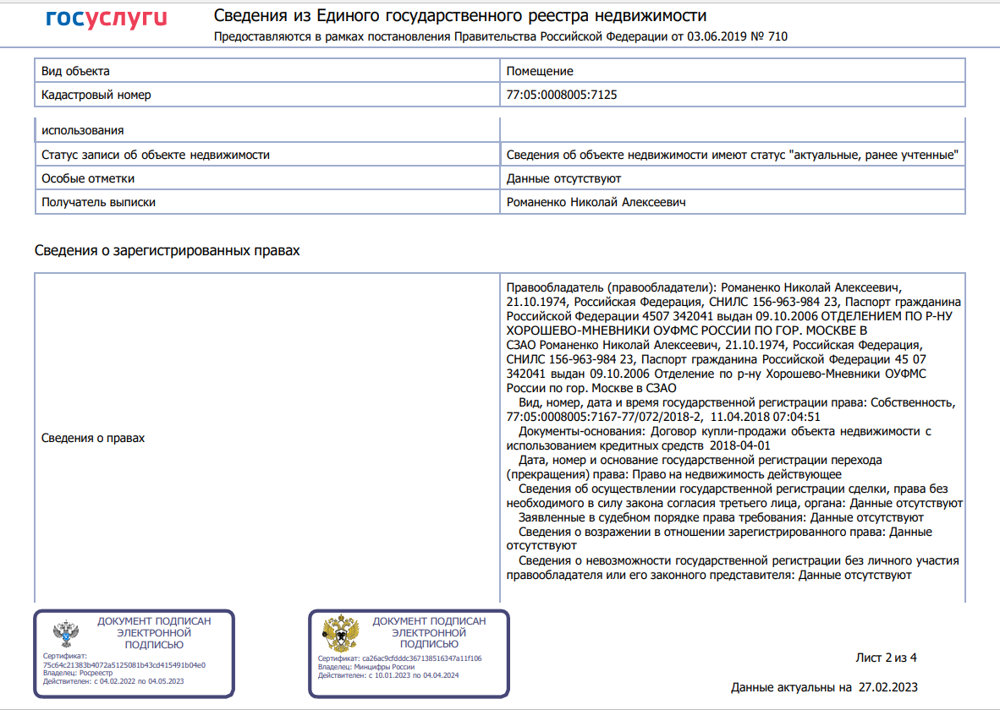 госуслуги
Сведения из Единого государственного реестра недвижимости
Предоставляются в рамках постановления Правительства Российской Федерации от 03.06.2019 № 710
Вид объекта Помещение
Кадастровый номер 77:05:0008005:7125
использования
Статус записи об объекте недвижимости Сведения об объекте недвижимости имеют статус "актуальные, ранее учтенные"
Особые отметки Данные отсутствуют
Получатель выписки Романенко Николай Алексеевич
Сведения о зарегистрированных правах
Сведения о правах
Правообладатель (правообладатели): Романенко Николай Алексеевич,
21.10.1974, Российская Федерация, СНИЛС 156-963-984 23, Паспорт гражданина
Российской Федерации 4507 342041 выдан 09.10.2006 ОТДЕЛЕНИЕМ ПО Р-НУ
ХОРОШЕВО-МНЕВНИКИ ОУФМС РОССИИ ПО ГОР. МОСКВЕ В
СЗАО Романенко Николай Алексеевич, 21.10.1974, Российская Федерация,
СНИЛС 156-963-984 23, Паспорт гражданина Российской Федерации 45 07
342041 выдан 09.10.2006 Отделение по р-ну Хорошево-Мневники ОУФМС
России по гор. Москве в СЗАО
Вид, номер, дата и время государственной регистрации права: Собственность,
77:05:0008005:7167-77/072/2018-2, 11.04.2018 07:04:51
Документы-основания: Договор купли-продажи объекта недвижимости с
использованием кредитных средств 2018-04-01
Дата, номер и основание государственной регистрации перехода
(прекращения) права: Право на недвижимость действующее
Сведения об осуществлении государственной регистрации сделки, права без
необходимого в силу закона согласия третьего лица, органа: Данные отсутствуют
Заявленные в судебном порядке права требования: Данные отсутствуют
Сведения о возражении в отношении зарегистрированного права: Данные
отсутствуют
Сведения о невозможности государственной регистрации без личного участия
правообладателя или его законного представителя: Данные отсутствуют
ДОКУМЕНТ ПОДПИСАН
ЭЛЕКТРОННОЙ
ПОДПИСЬЮ
Сертификат:
75c64c21383b4072a5125081b43cd415491b04e0
Владелец: Росреестр
Действителен: с 04.02.2022 по 04.05.2023
ДОКУМЕНТ ПОДПИСАН
ЭЛЕКТРОННОЙ
ПОДПИСЬЮ
Сертификат: ca26ac9cfdddc367138516347a11f106
Владелец: Минцифры России
Действителен: с 10.01.2023 по 04.04.2024
Лист 2 из 4
Данные актуальны на 27.02.2023